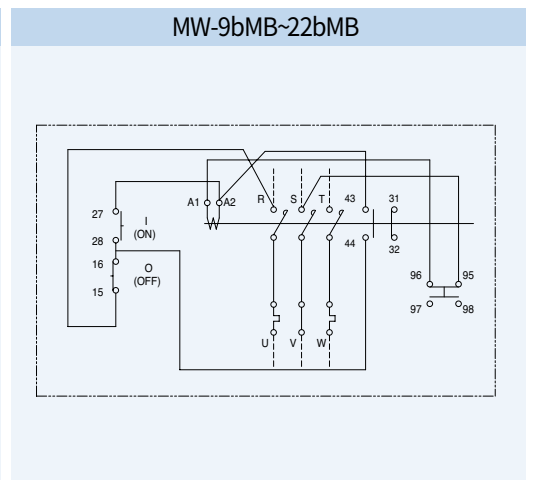 MW-9bMB~22bMB
A1 A2 R S T 43 31
27 I
(ON)
28
44 32
16 O
(OFF)
15
96 95
97 98
U V W